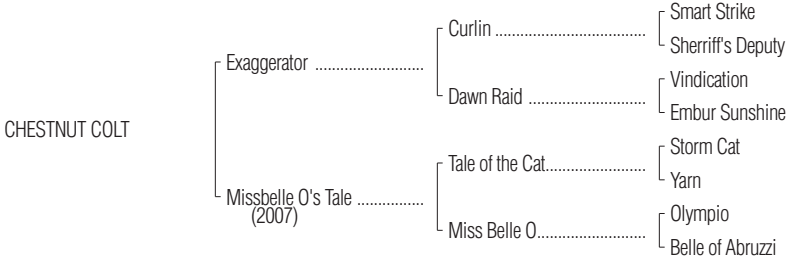 Smart Strike
Curlin ................................
Sherriff's Deputy
Exaggerator .........................
Vindication
Dawn Raid .........................
Embur Sunshine
CHESTNUT COLT
Storm Cat
Tale of the Cat......................
Yarn
Missbelle O's Tale ...............
(2007)
Olympio
Miss Belle O.......................
Belle of Abruzzi